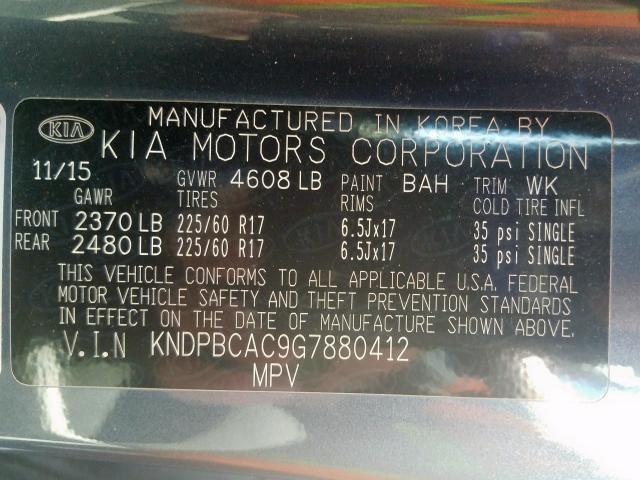 KIA
MANUFACTURED IN KOREA BY
KIA MOTORS CORPORATION
11/15 GVWR 4608 LB PAINT BAH TRIM WK
GAWR TIRES RIMS COLD TIRE INFL
FRONT 2370 LB 225/60 R17 6.5Jx17 35 psi SINGLE
REAR 2480 LB 225/60 R17 6.5Jx17 35 psi SINGLE
THIS VEHICLE CONFORMS TO ALL APPLICABLE U.S.A. FEDERAL
MOTOR VEHICLE SAFETY AND THEFT PREVENTION STANDARDS
IN EFFECT ON THE DATE OF MANUFACTURE SHOWN ABOVE.
V.I.N KNDPBCAC9G7880412
MPV